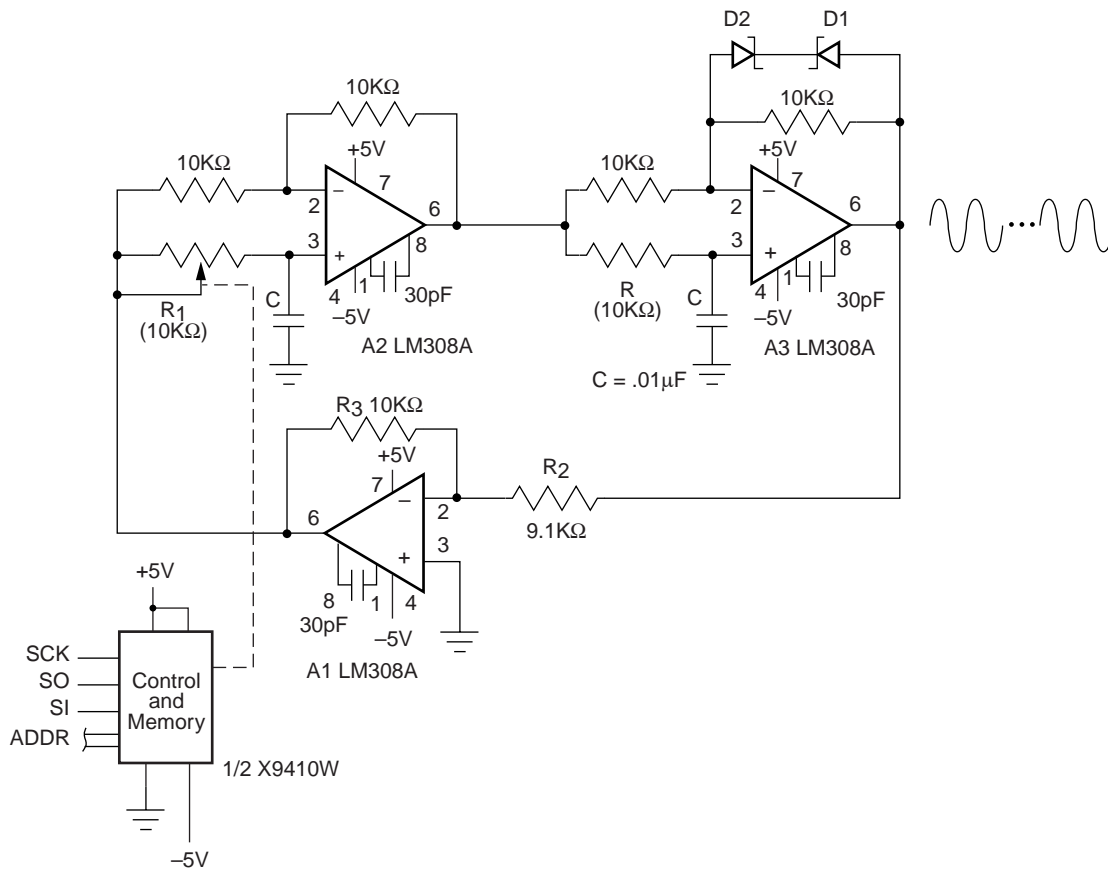 D2 D1
10KΩ
10KΩ
+5V
+5V
10KΩ
7
10KΩ
7
−
6
−
6
2
2
3
8
3
8
+
+
R1
(10KΩ)
C
1
4
30pF
–5V
R
(10KΩ)
C
1
4
30pF
–5V
A2 LM308A
A3 LM308A
C = .01µF
R3 10KΩ
+5V
R2
7
−
6
2
9.1KΩ
3
+
8
1
4
30pF
–5V
A1 LM308A
+5V
SCK
SO
SI
ADDR
Control
and
Memory
1/2 X9410W
–5V